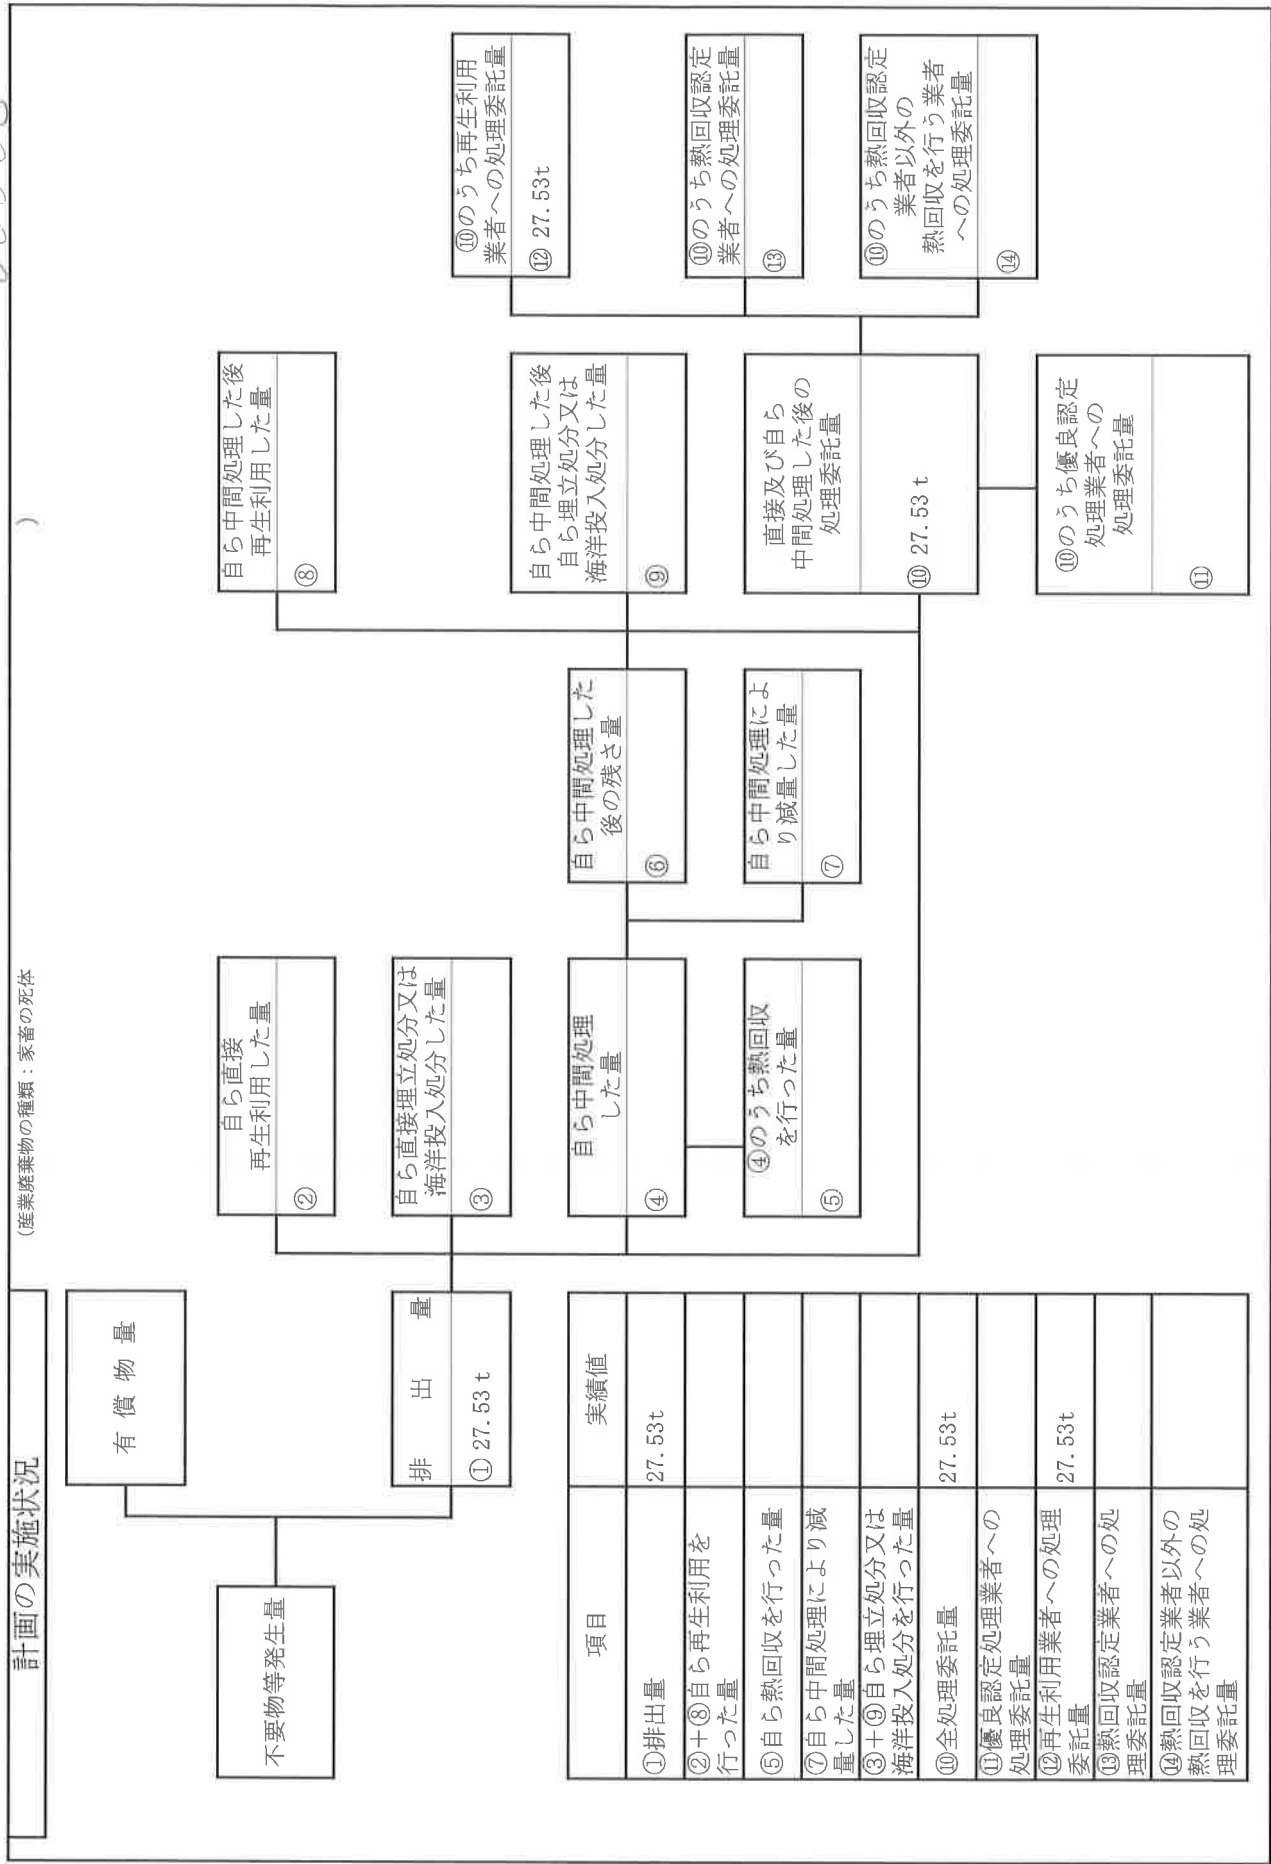 計画の実施状況
(産業廃棄物の種類：家畜の死体
)
不要物等発生量
有償物量
排出量
① 27.53 t
自ら直接
再生利用した量
②
自ら直接埋立処分又は
海洋投入処分した量
③
自ら中間処理
した量
④
④のうち熱回収
を行った量
⑤
自ら中間処理した
後の残さ量
⑥
自ら中間処理によ
り減量した量
⑦
自ら中間処理した後
再生利用した量
⑧
自ら中間処理した後
自ら埋立処分又は
海洋投入処分した量
⑨
直接及び自ら
中間処理した後の
処理委託量
⑩ 27.53 t
⑩のうち優良認定
処理業者への
処理委託量
⑪
⑩のうち再生利用
業者への処理委託量
⑫ 27.53t
⑩のうち熱回収認定
業者への処理委託量
⑬
⑩のうち熱回収認定
業者以外の
熱回収を行う業者
への処理委託量
⑭
項目 実績値
①排出量 27.53t
②＋⑧自ら再生利用を
行った量
⑤自ら熱回収を行った量
⑦自ら中間処理により減
量した量
③＋⑨自ら埋立処分又は
海洋投入処分を行った量
⑩全処理委託量 27.53t
⑪優良認定処理業者への
処理委託量
⑫再生利用業者への処理
委託量 27.53t
⑬熱回収認定業者への処
理委託量
⑭熱回収認定業者以外の
熱回収を行う業者への処
理委託量